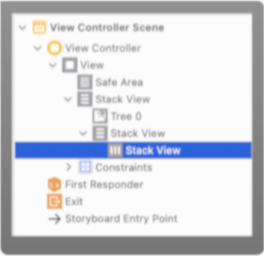 View Controller Scene
View Controller
View
Safe Area
Stack View
Tree 0
Stack View
Stack View
Constraints
First Responder
Exit
Storyboard Entry Point